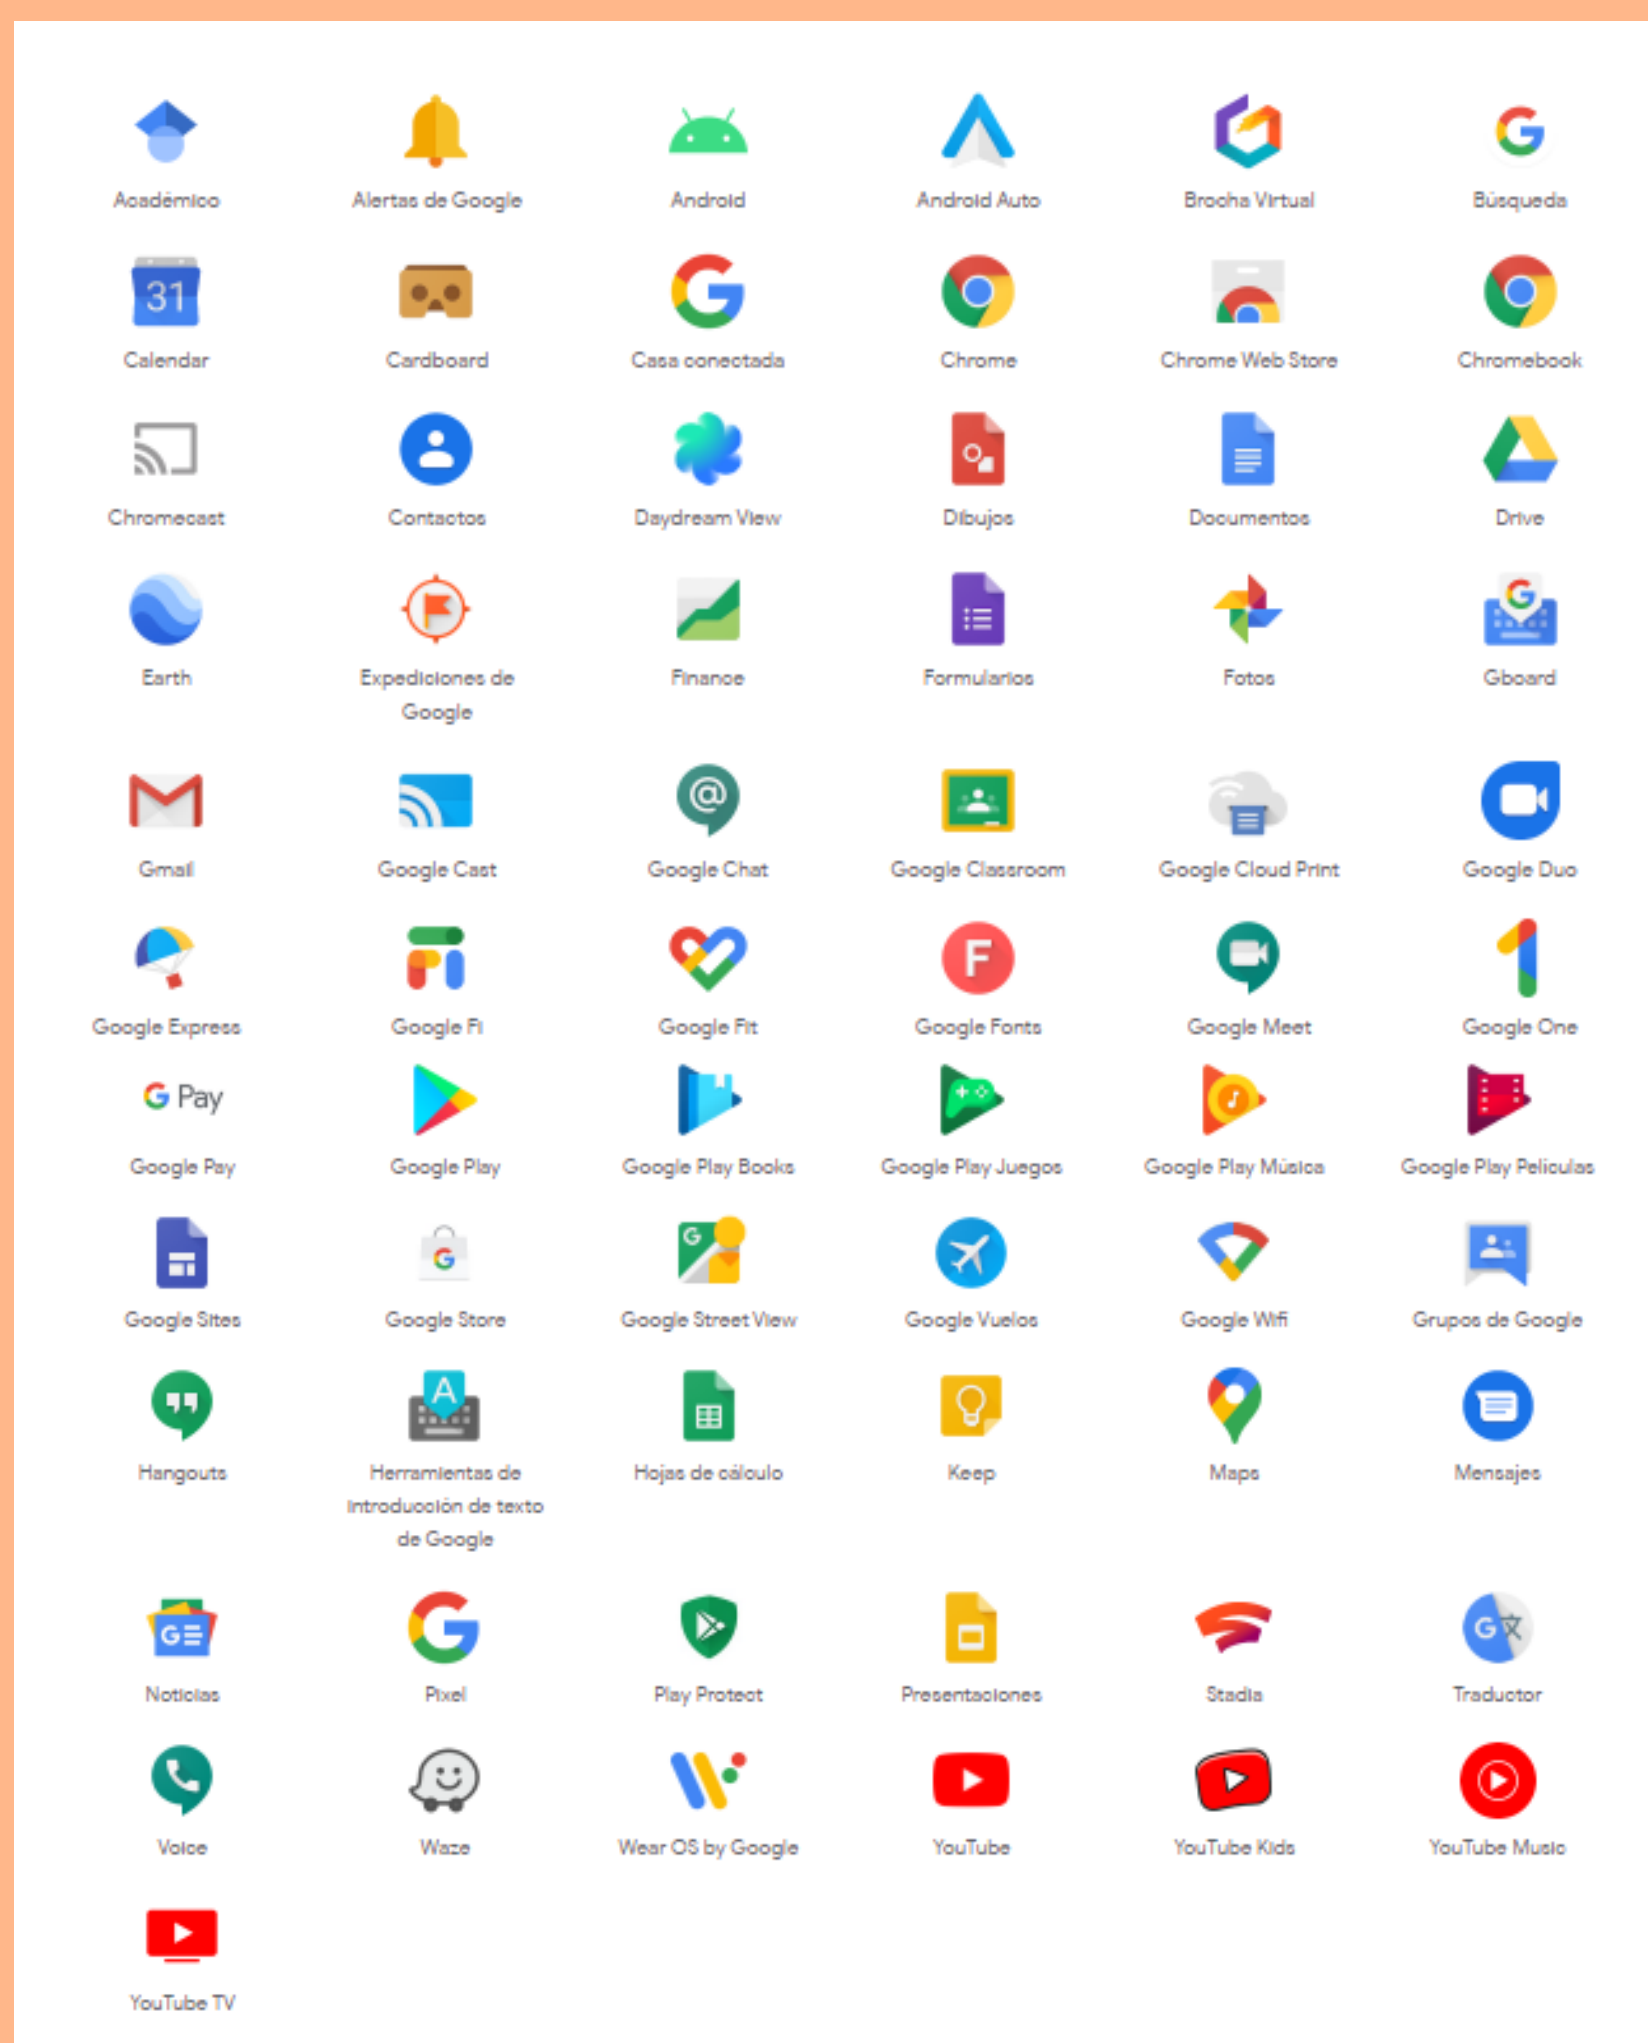 Académico
Alertas de Google
Android
Android Auto
Brocha Virtual
G
Búsqueda
31
Calendar
Cardboard
G
Casa conectada
Chrome
Chrome Web Store
Chromebook
Chromecast
Contactos
Daydream View
Dibujos
Documentos
Drive
Earth
Expediciones de
Google
Finance
Formularios
Fotos
G
Gboard
Gmail
Google Cast
@
Google Chat
Google Classroom
Google Cloud Print
Google Duo
Google Express
Google Fi
Google Fit
F
Google Fonts
Google Meet
1
Google One
G Pay
Google Pay
Google Play
Google Play Books
Google Play Juegos
Google Play Música
Google Play Películas
Google Sites
G
Google Store
G
Google Street View
Google Vuelos
Google Wifi
Grupos de Google
Hangouts
A
Herramientas de
introducción de texto
de Google
Hojas de cálculo
Keep
Maps
Mensajes
G
Noticias
G
Pixel
Play Protect
Presentaciones
Stadia
G文
Traductor
Voice
Waze
Wear OS by Google
YouTube
YouTube Kids
YouTube Music
YouTube TV